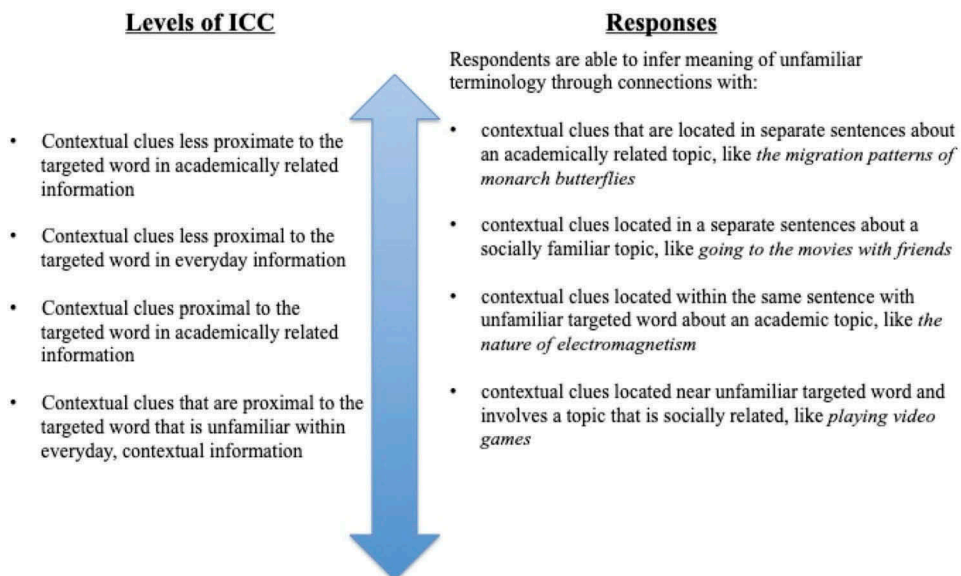 Levels of ICC
• Contextual clues less proximate to the
targeted word in academically related
information
• Contextual clues less proximal to the
targeted word in everyday information
• Contextual clues proximal to the
targeted word in academically related
information
• Contextual clues that are proximal to the
targeted word that is unfamiliar within
everyday, contextual information
Responses
Respondents are able to infer meaning of unfamiliar
terminology through connections with:
• contextual clues that are located in separate sentences about
an academically related topic, like the migration patterns of
monarch butterflies
• contextual clues located in a separate sentences about a
socially familiar topic, like going to the movies with friends
• contextual clues located within the same sentence with
unfamiliar targeted word about an academic topic, like the
nature of electromagnetism
• contextual clues located near unfamiliar targeted word and
involves a topic that is socially related, like playing video
games